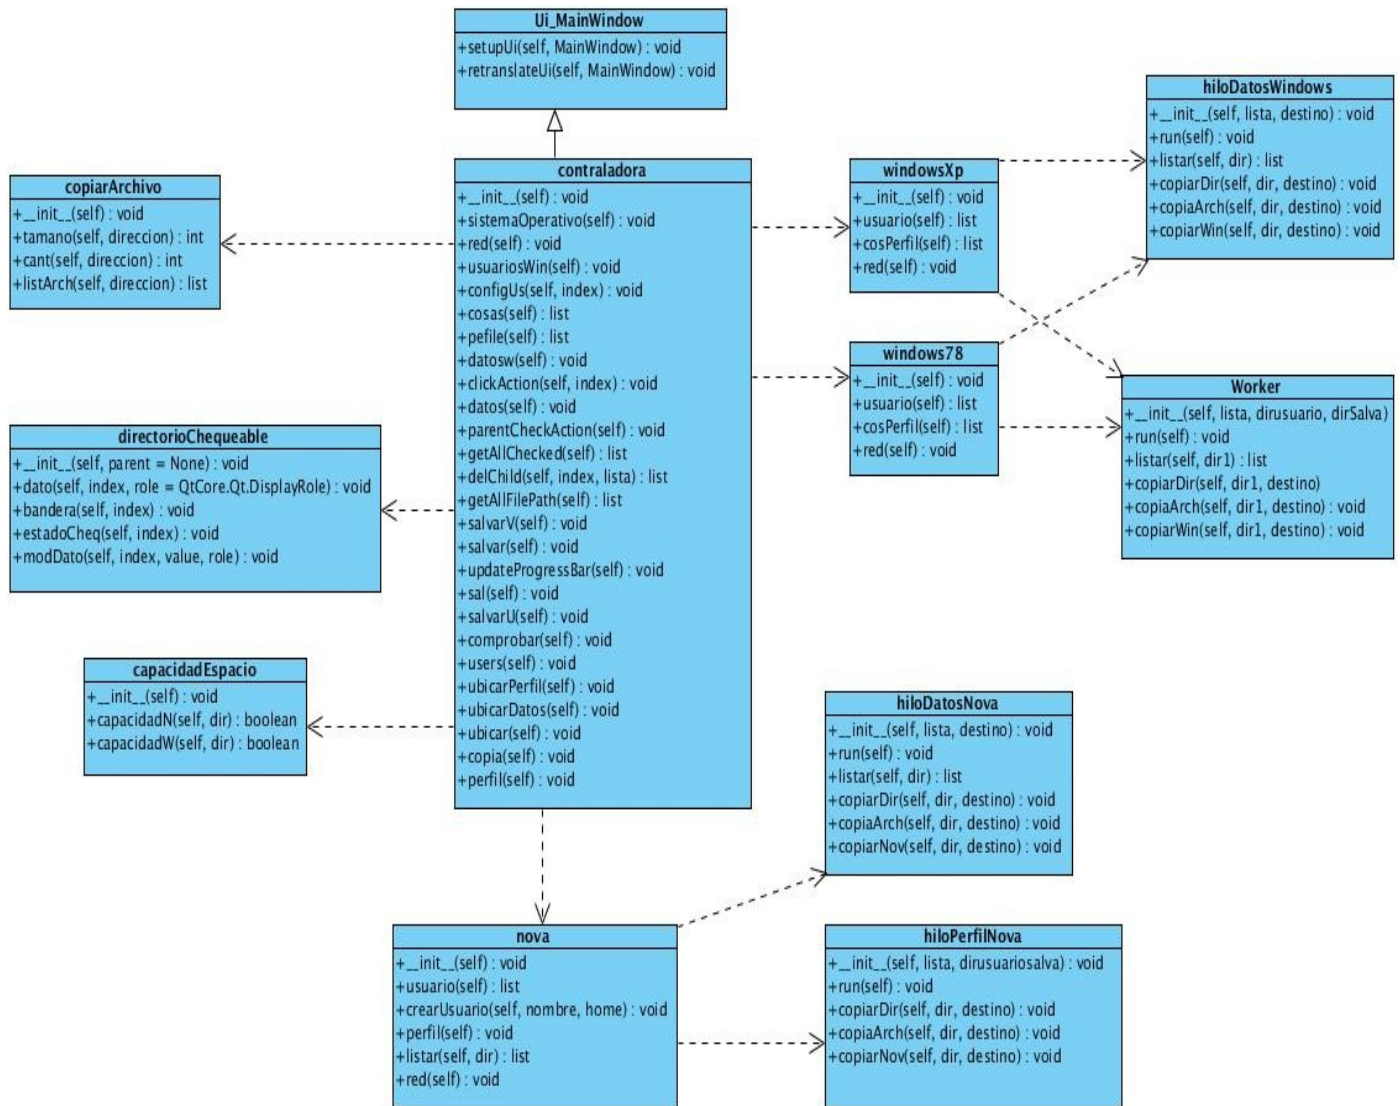 Ui_MainWindow
+setupUi(self, MainWindow) : void
+retranslateUi(self, MainWindow) : void
hiloDatosWindows
+__init__(self, lista, destino) : void
+run(self) : void
+listar(self, dir) : list
+copiarDir(self, dir, destino) : void
+copiaArch(self, dir, destino) : void
+copiarWin(self, dir, destino) : void
copiarArchivo
+__init__(self) : void
+tamano(self, direccion) : int
+cant(self, direccion) : int
+listArch(self, direccion) : list
contraladora
+__init__(self) : void
+sistemaOperativo(self) : void
+red(self) : void
+usuariosWin(self) : void
+configUs(self, index) : void
+cosas(self) : list
+pefile(self) : list
+datosw(self) : void
+clickAction(self, index) : void
+datos(self) : void
+parentCheckAction(self) : void
+getAllChecked(self) : list
+delChild(self, index, lista) : list
+getAllFilePath(self) : list
+salvarV(self) : void
+salvar(self) : void
+updateProgressBar(self) : void
+sal(self) : void
+salvarU(self) : void
+comprobar(self) : void
+users(self) : void
+ubicarPerfil(self) : void
+ubicarDatos(self) : void
+ubicar(self) : void
+copia(self) : void
+perfil(self) : void
windowsXp
+__init__(self) : void
+usuario(self) : list
+cosPerfil(self) : list
+red(self) : void
windows78
+__init__(self) : void
+usuario(self) : list
+cosPerfil(self) : list
+red(self) : void
Worker
+__init__(self, lista, dirusuario, dirSalva)
+run(self) : void
+listar(self, dir1) : list
+copiarDir(self, dir1, destino)
+copiaArch(self, dir1, destino) : void
+copiarWin(self, dir1, destino) : void
directorioChequeable
+__init__(self, parent = None) : void
+dato(self, index, role = QtCore.Qt.DisplayRole) : void
+bandera(self, index) : void
+estadoCheq(self, index) : void
+modDato(self, index, value, role) : void
capacidadEspacio
+__init__(self) : void
+capacidadN(self, dir) : boolean
+capacidadW(self, dir) : boolean
hiloDatosNova
+__init__(self, lista, destino) : void
+run(self) : void
+listar(self, dir) : list
+copiarDir(self, dir, destino) : void
+copiaArch(self, dir, destino) : void
+copiarNov(self, dir, destino) : void
nova
+__init__(self) : void
+usuario(self) : list
+crearUsuario(self, nombre, home) : void
+perfil(self) : void
+listar(self, dir) : list
+red(self) : void
hiloPerfilNova
+__init__(self, lista, dirusuariosalva) : void
+run(self) : void
+copiarDir(self, dir, destino) : void
+copiaArch(self, dir, destino) : void
+copiarNov(self, dir, destino) : void